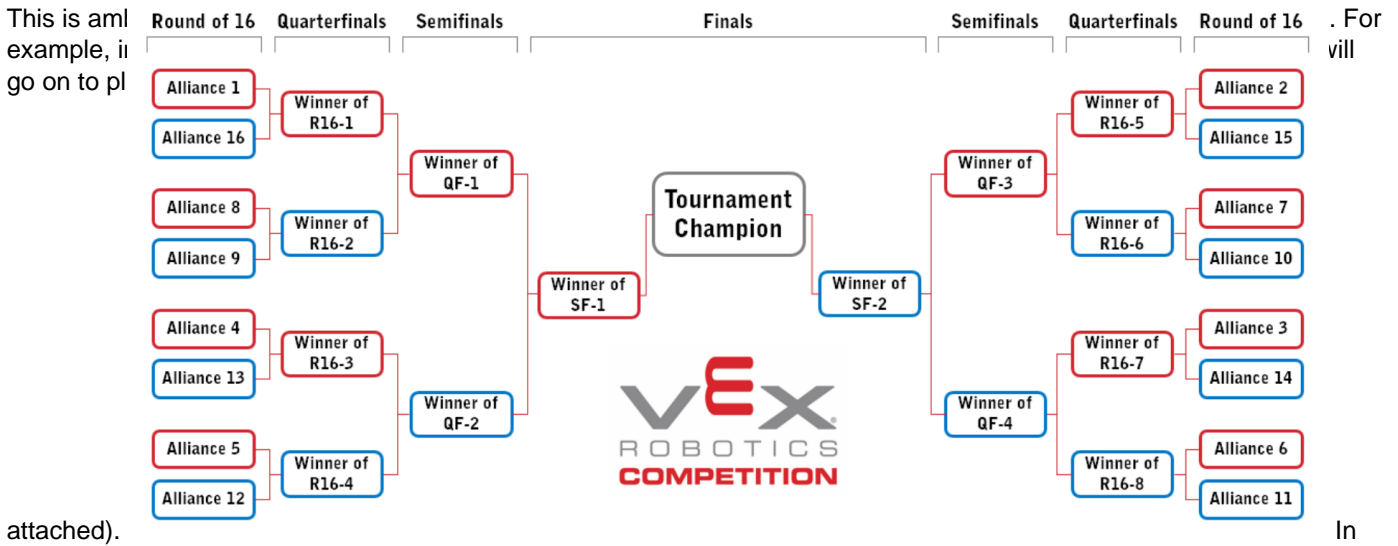 This is
. For
example,
will
go on to
Round of 16 Quarterfinals Semifinals Finals Semifinals Quarterfinals Round of 16
Alliance 1
Alliance 16
Alliance 8
Alliance 9
Alliance 4
Alliance 13
Alliance 5
Alliance 12
Winner of
R16-1
Winner of
R16-2
Winner of
R16-3
Winner of
R16-4
Winner of
QF-1
Winner of
QF-2
Winner of
SF-1
Tournament
Champion
Winner of
SF-2
Winner of
QF-3
Winner of
QF-4
Winner of
R16-5
Winner of
R16-6
Winner of
R16-7
Winner of
R16-8
Alliance 2
Alliance 15
Alliance 7
Alliance 10
Alliance 3
Alliance 14
Alliance 6
Alliance 11
VEX
ROBOTICS
COMPETITION
attached).
In